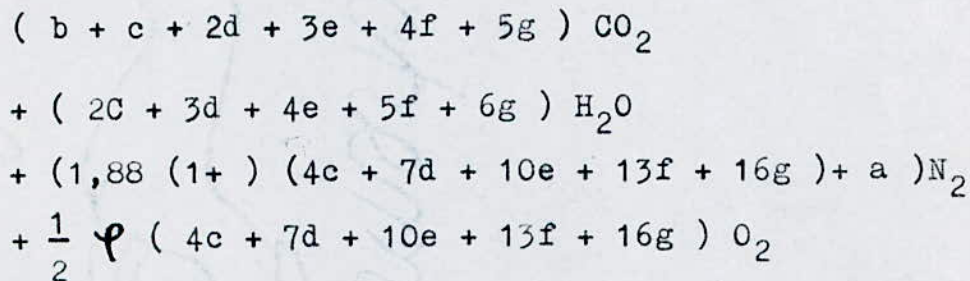 ( b + c + 2d + 3e + 4f + 5g ) CO₂
+ ( 2C + 3d + 4e + 5f + 6g ) H₂O
+ (1,88 (1+ ) (4c + 7d + 10e + 13f + 16g )+ a )N₂
+ 1/2 φ ( 4c + 7d + 10e + 13f + 16g ) O₂